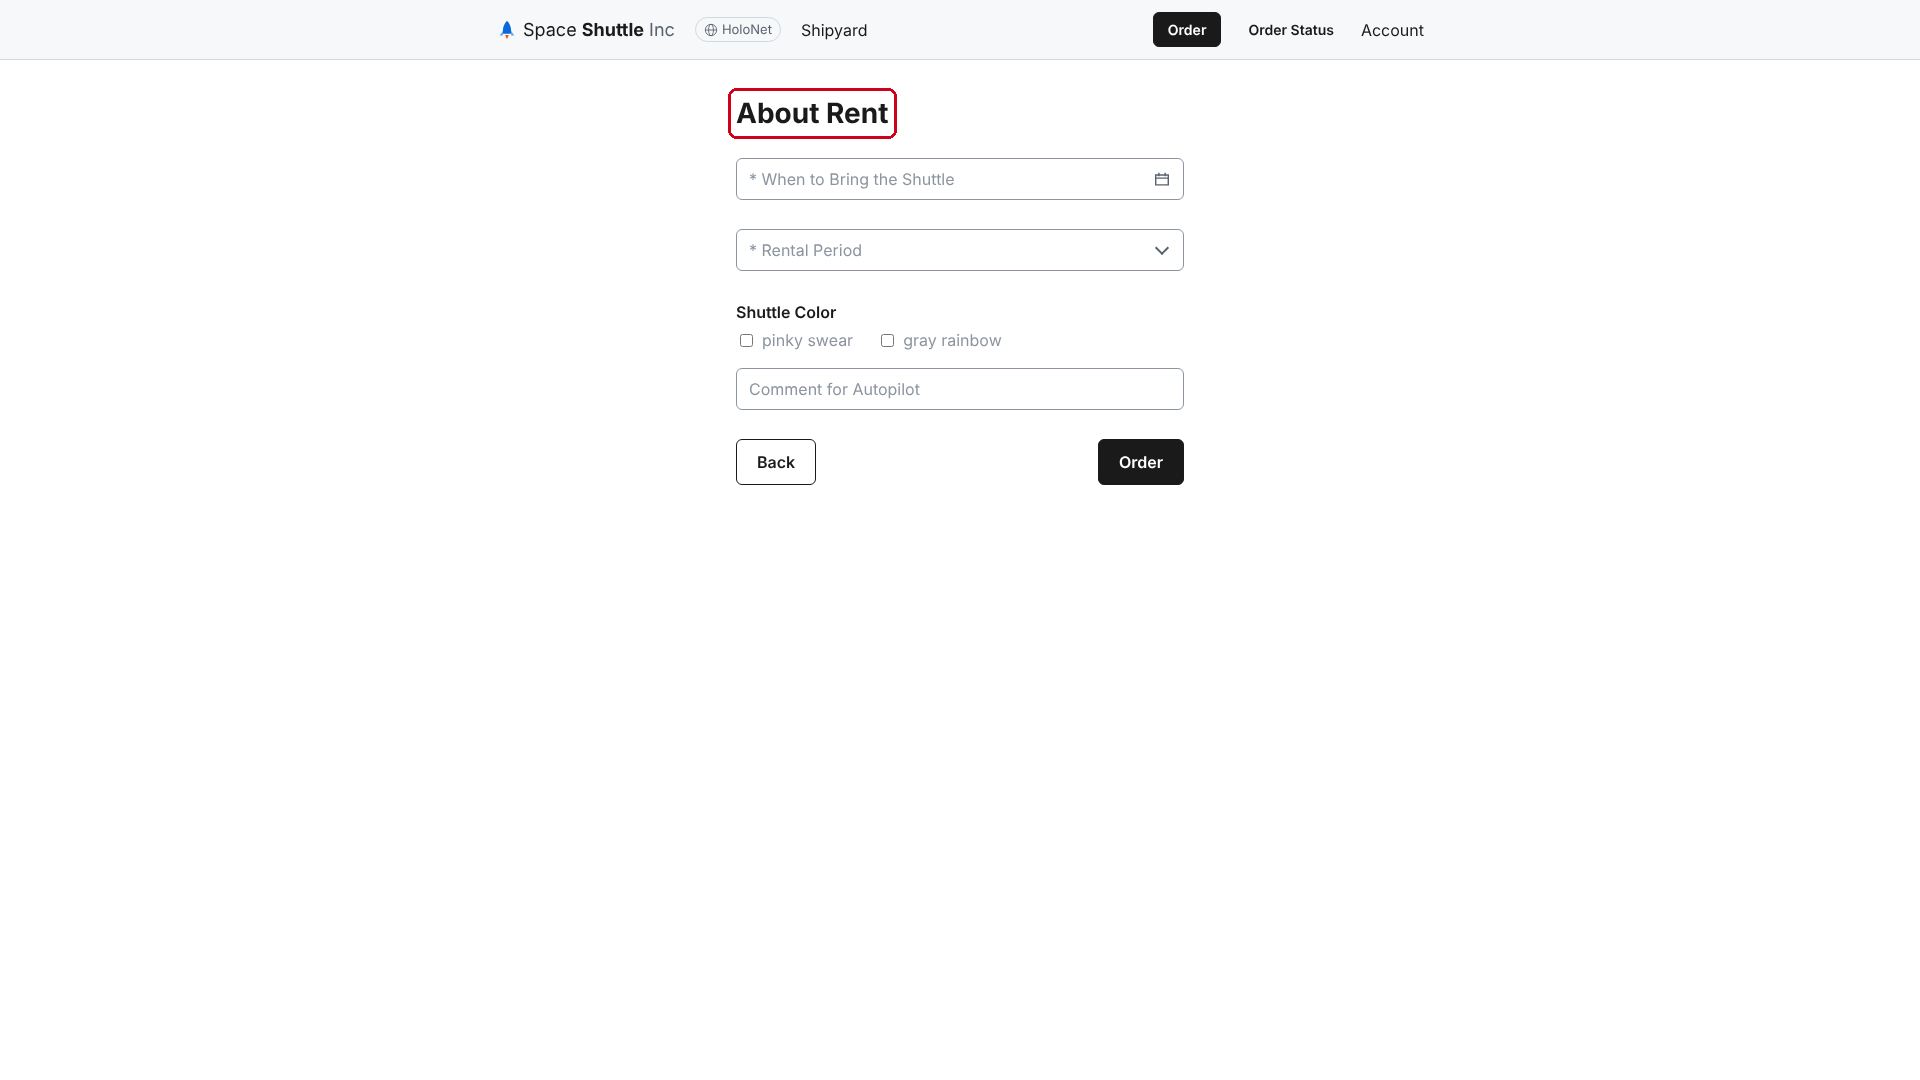 Space Shuttle Inc HoloNet Shipyard Order Order Status Account
About Rent
* When to Bring the Shuttle
* Rental Period
Shuttle Color
pinky swear gray rainbow
Comment for Autopilot
Back Order